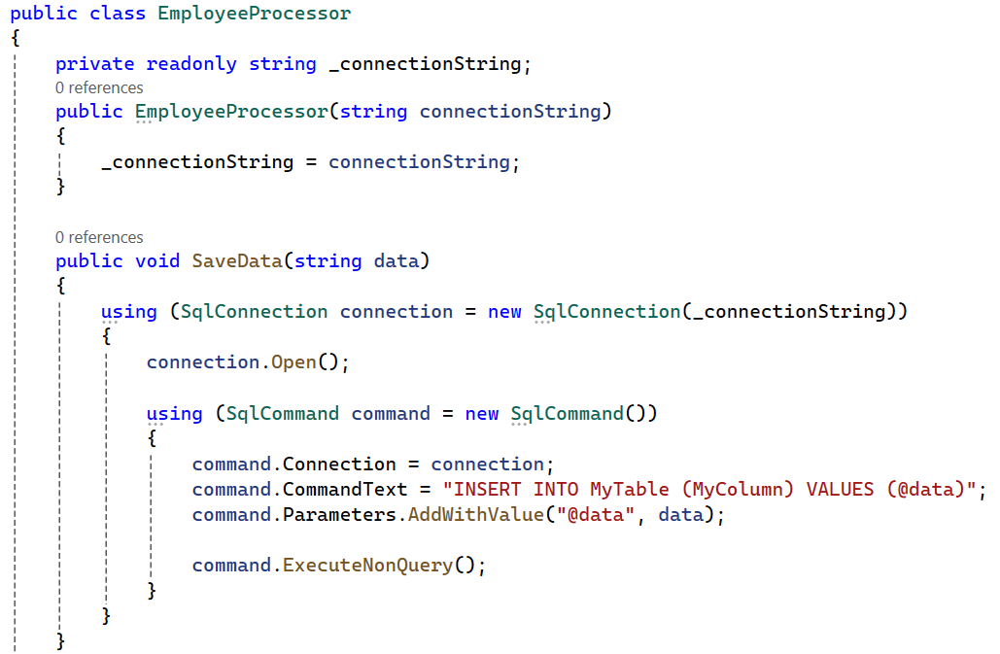 public class EmployeeProcessor
{
    private readonly string _connectionString;
    0 references
    public EmployeeProcessor(string connectionString)
    {
        _connectionString = connectionString;
    }

    0 references
    public void SaveData(string data)
    {
        using (SqlConnection connection = new SqlConnection(_connectionString))
        {
            connection.Open();

            using (SqlCommand command = new SqlCommand())
            {
                command.Connection = connection;
                command.CommandText = "INSERT INTO MyTable (MyColumn) VALUES (@data)";
                command.Parameters.AddWithValue("@data", data);

                command.ExecuteNonQuery();
            }
        }
    }